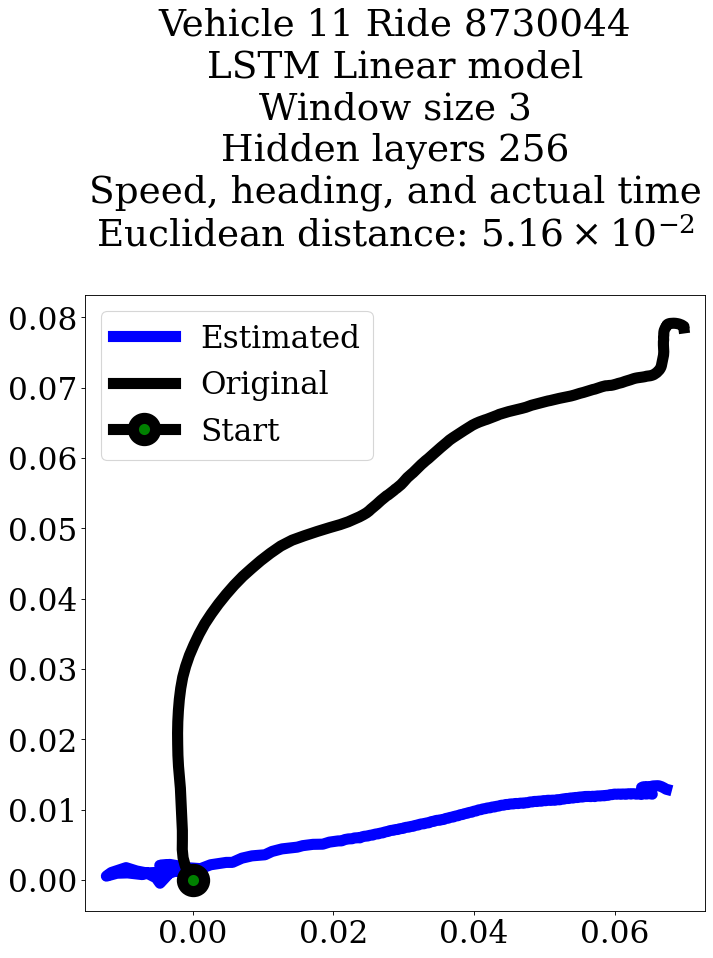 Vehicle 11 Ride 8730044
LSTM Linear model
Window size 3
Hidden layers 256
Speed, heading, and actual time
Euclidean distance: 5.16 × 10⁻²
Estimated
Original
Start
0.08
0.07
0.06
0.05
0.04
0.03
0.02
0.01
0.00
0.00 0.02 0.04 0.06